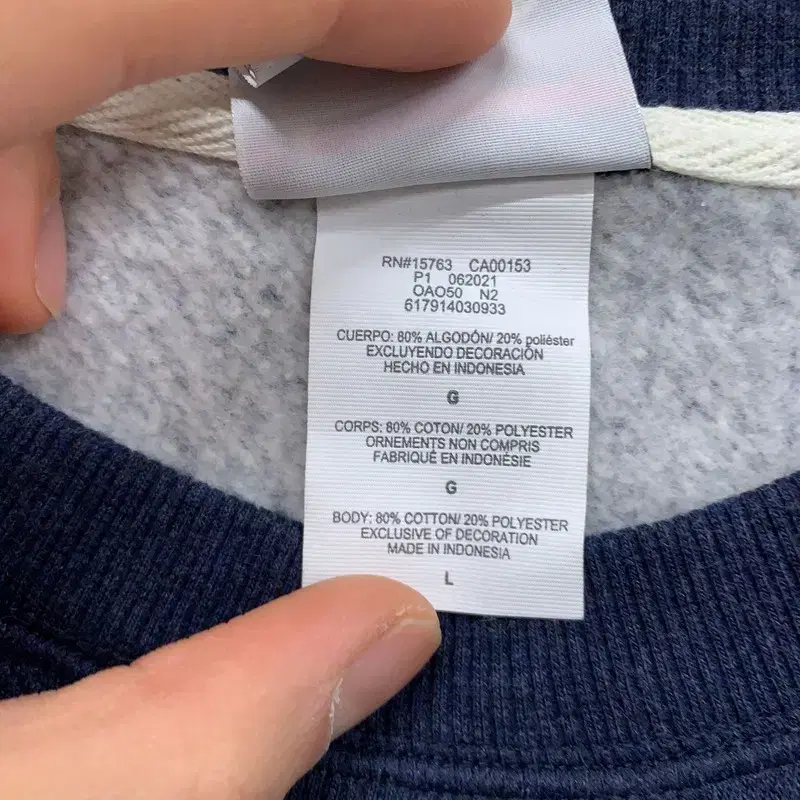 RN#15763 CA00153
P1 062021
OAO50 N2
617914030933
CUERPO: 80% ALGODÓN/ 20% poliéster
EXCLUYENDO DECORACIÓN
HECHO EN INDONESIA
G
CORPS: 80% COTON/ 20% POLYESTER
ORNEMENTS NON COMPRIS
FABRIQUÉ EN INDONÉSIE
G
BODY: 80% COTTON/ 20% POLYESTER
EXCLUSIVE OF DECORATION
MADE IN INDONESIA
L